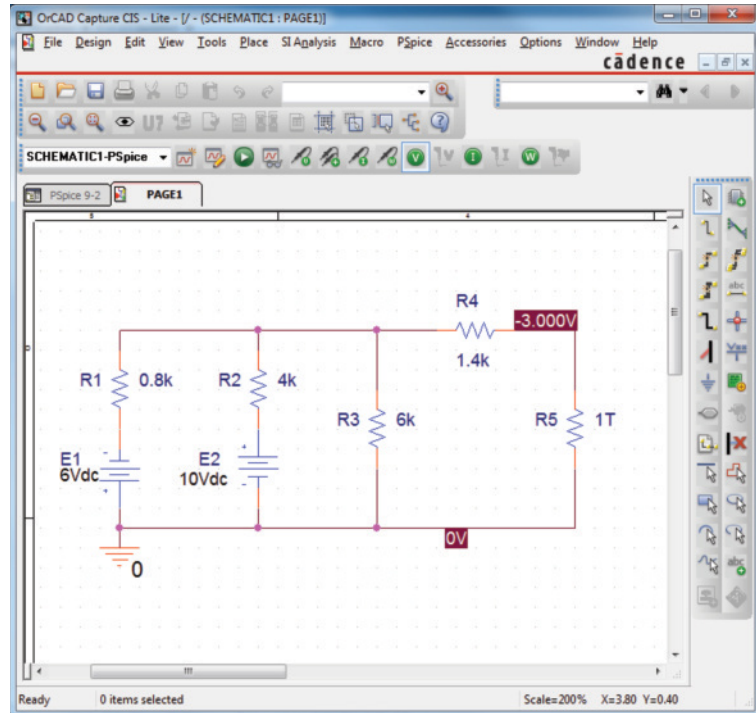 OrCAD Capture CIS - Lite - [/ - (SCHEMATIC1 : PAGE1)]
File Design Edit View Tools Place SI Analysis Macro PSpice Accessories Options Window Help
cādence
U?
SCHEMATIC1-PSpice
V V I I W
PSpice 9-2 PAGE1
5 4
R4
-3.000V
1.4k
R1 0.8k R2 4k
R3 6k R5 1T
E1 E2
6Vdc 10Vdc
0V
0
abc
Ready 0 items selected Scale=200% X=3.80 Y=0.40